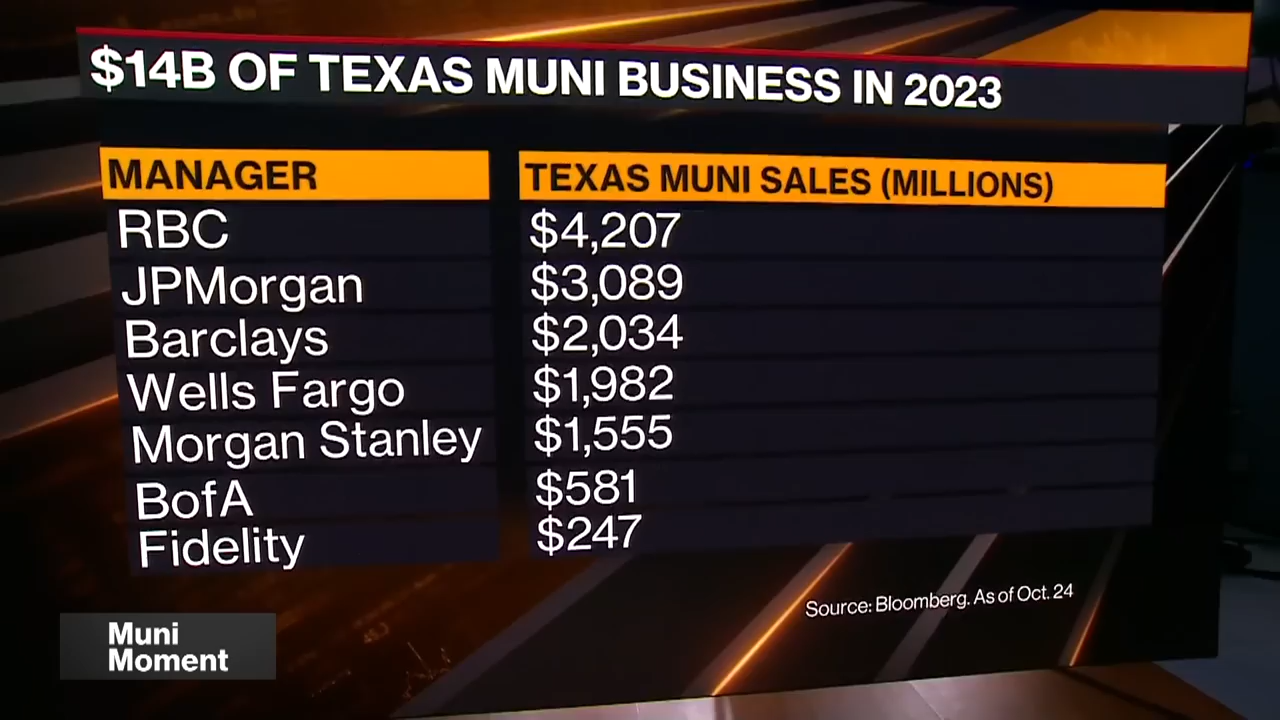 $14B OF TEXAS MUNI BUSINESS IN 2023
MANAGER TEXAS MUNI SALES (MILLIONS)
RBC $4,207
JPMorgan $3,089
Barclays $2,034
Wells Fargo $1,982
Morgan Stanley $1,555
BofA $581
Fidelity $247
Source: Bloomberg. As of Oct. 24
Muni
Moment